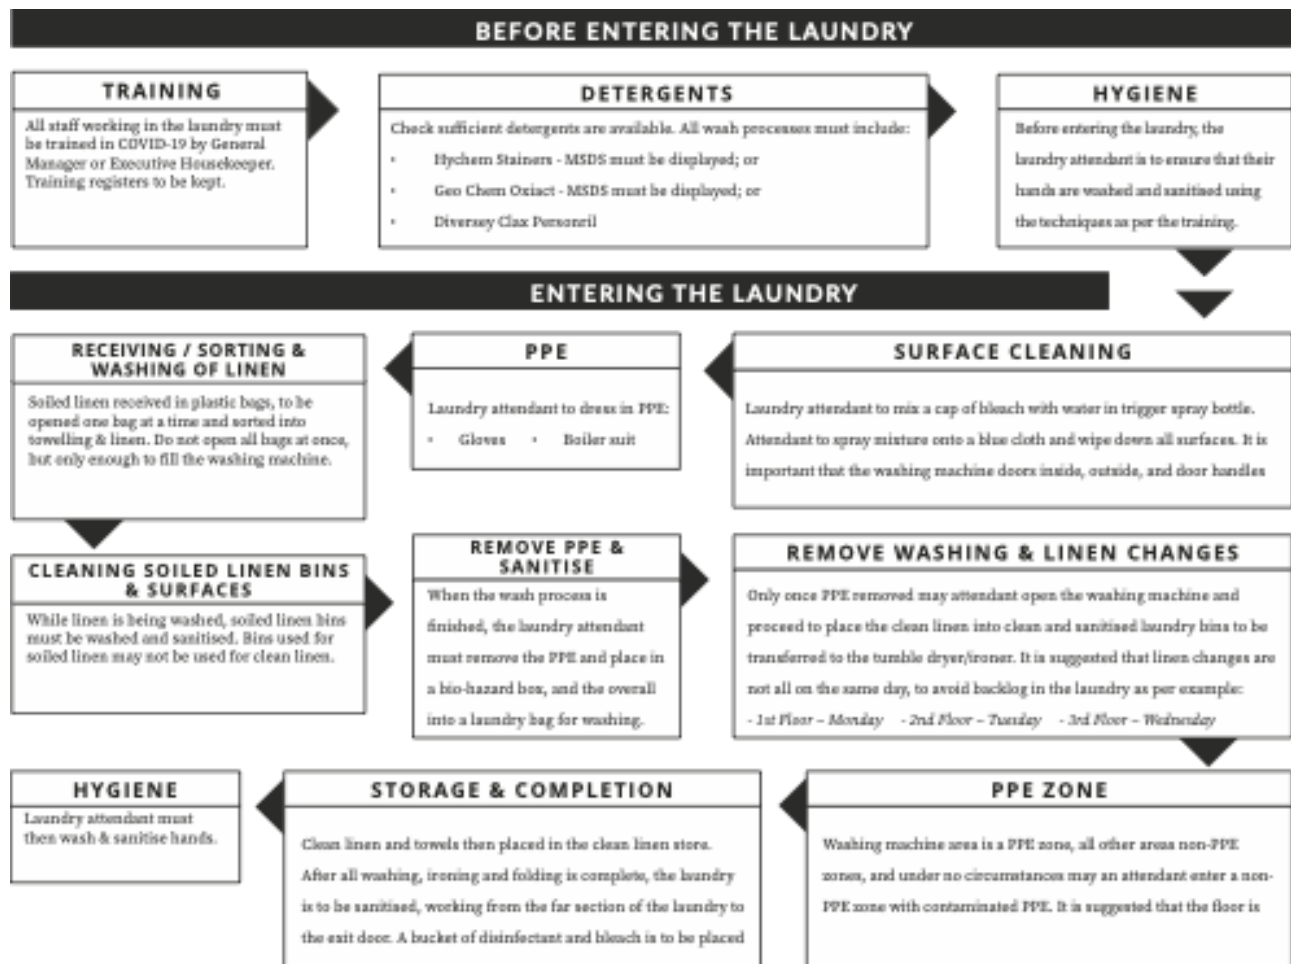 BEFORE ENTERING THE LAUNDRY
TRAINING
All staff working in the laundry must
be trained in COVID-19 by General
Manager or Executive Housekeeper.
Training registers to be kept.
DETERGENTS
Check sufficient detergents are available. All wash processes must include:
• Hychem Stainers - MSDS must be displayed; or
• Geo Chem Oxiact - MSDS must be displayed; or
• Diversey Clax Personril
HYGIENE
Before entering the laundry, the
laundry attendant is to ensure that their
hands are washed and sanitised using
the techniques as per the training.
ENTERING THE LAUNDRY
SURFACE CLEANING
Laundry attendant to mix a cap of bleach with water in trigger spray bottle.
Attendant to spray mixture onto a blue cloth and wipe down all surfaces. It is
important that the washing machine doors inside, outside, and door handles
PPE
Laundry attendant to dress in PPE:
• Gloves • Boiler suit
RECEIVING / SORTING &
WASHING OF LINEN
Soiled linen received in plastic bags, to be
opened one bag at a time and sorted into
towelling & linen. Do not open all bags at once,
but only enough to fill the washing machine.
CLEANING SOILED LINEN BINS
& SURFACES
While linen is being washed, soiled linen bins
must be washed and sanitised. Bins used for
soiled linen may not be used for clean linen.
REMOVE PPE &
SANITISE
When the wash process is
finished, the laundry attendant
must remove the PPE and place in
a bio-hazard box, and the overall
into a laundry bag for washing.
REMOVE WASHING & LINEN CHANGES
Only once PPE removed may attendant open the washing machine and
proceed to place the clean linen into clean and sanitised laundry bins to be
transferred to the tumble dryer/ironer. It is suggested that linen changes are
not all on the same day, to avoid backlog in the laundry as per example:
- 1st Floor – Monday - 2nd Floor – Tuesday - 3rd Floor – Wednesday
PPE ZONE
Washing machine area is a PPE zone, all other areas non-PPE
zones, and under no circumstances may an attendant enter a non-
PPE zone with contaminated PPE. It is suggested that the floor is
STORAGE & COMPLETION
Clean linen and towels then placed in the clean linen store.
After all washing, ironing and folding is complete, the laundry
is to be sanitised, working from the far section of the laundry to
the exit door. A bucket of disinfectant and bleach is to be placed
HYGIENE
Laundry attendant must
then wash & sanitise hands.